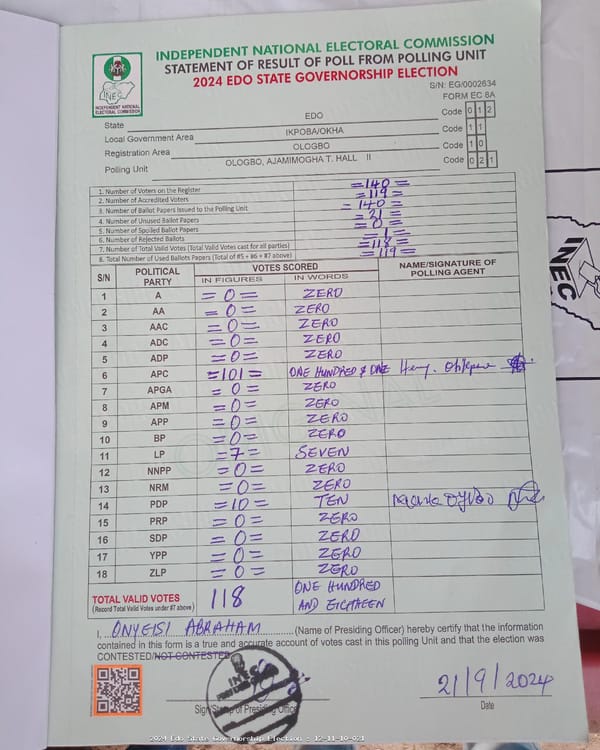 INDEPENDENT NATIONAL ELECTORAL COMMISSION
STATEMENT OF RESULT OF POLL FROM POLLING UNIT
2024 EDO STATE GOVERNORSHIP ELECTION
INEC
INDEPENDENT NATIONAL ELECTORAL COMMISSION
S/N: EG/0002634
FORM EC 8A
State EDO Code 0 1 2
Local Government Area IKPOBA/OKHA Code 1 1
Registration Area OLOGBO Code 1 0
Polling Unit OLOGBO, AJAMIMOGHA T. HALL II Code 0 2 1
1. Number of Voters on the Register =140=
2. Number of Accredited Voters =119=
3. Number of Ballot Papers Issued to the Polling Unit =140=
4. Number of Unused Ballot Papers =21=
5. Number of Spoiled Ballot Papers =0=
6. Number of Rejected Ballots =1=
7. Number of Total Valid Votes (Total Valid Votes cast for all parties) =118=
8. Total Number of Used Ballots Papers (Total of #5 + #6 + #7 above) =119=
S/N POLITICAL PARTY VOTES SCORED IN FIGURES IN WORDS NAME/SIGNATURE OF POLLING AGENT
1 A =0= ZERO
2 AA =0= ZERO
3 AAC =0= ZERO
4 ADC =0= ZERO
5 ADP =0= ZERO
6 APC =101= ONE HUNDRED & ONE Henry
7 APGA =0= ZERO
8 APM =0= ZERO
9 APP =0= ZERO
10 BP =0= ZERO
11 LP =7= SEVEN
12 NNPP =0= ZERO
13 NRM =0= ZERO
14 PDP =10= TEN
15 PRP =0= ZERO
16 SDP =0= ZERO
17 YPP =0= ZERO
18 ZLP =0= ZERO
TOTAL VALID VOTES 118 ONE HUNDRED
(Record Total Valid Votes under #7 above) AND EIGHTEEN
I, ONYEISI ABRAHAM (Name of Presiding Officer) hereby certify that the information
contained in this form is a true and accurate account of votes cast in this polling Unit and that the election was
CONTESTED/NOT CONTESTED
21/9/2024
Sign Stamp of Presiding Officer Date
2024 Edo State Governorship Election - 12-11-10-021
INEC